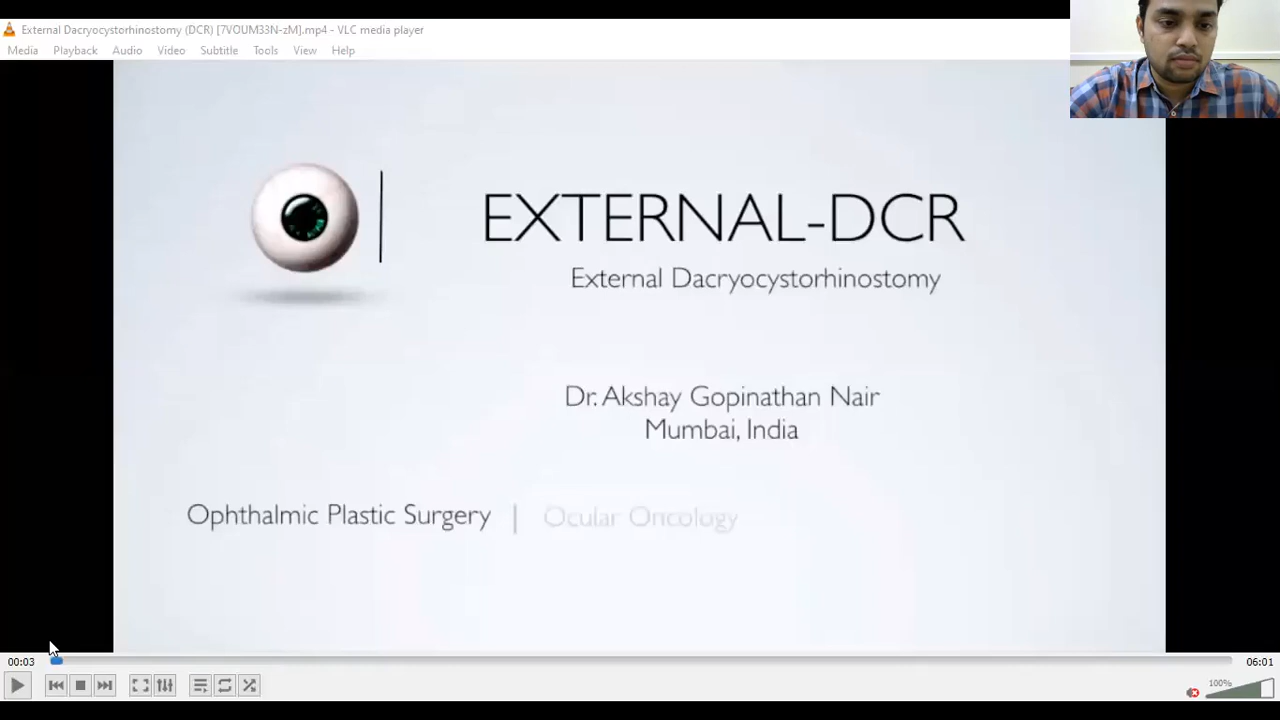 External Dacryocystorhinostomy (DCR) [7VOUM33N-zM].mp4 - VLC media player
Media Playback Audio Video Subtitle Tools View Help
EXTERNAL-DCR
External Dacryocystorhinostomy
Dr. Akshay Gopinathan Nair
Mumbai, India
Ophthalmic Plastic Surgery | Ocular Oncology
00:03
06:01
100%